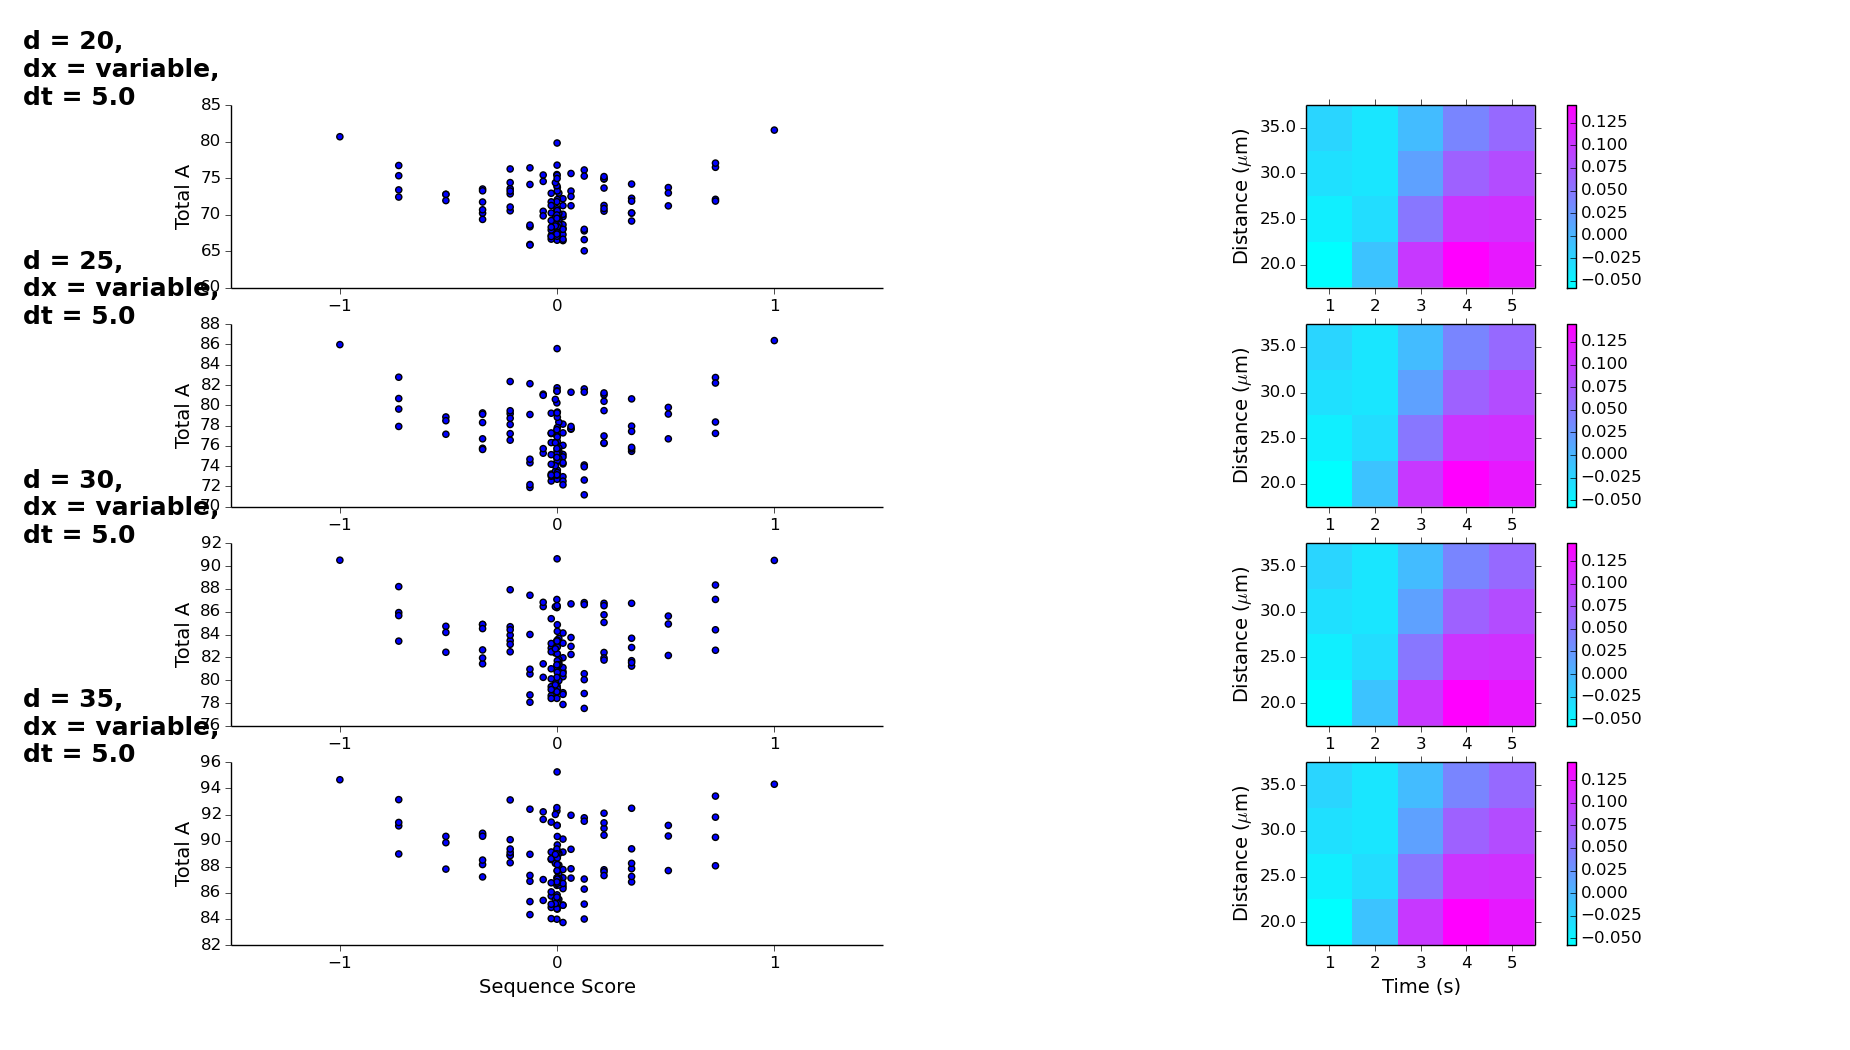 d = 20,
dx = variable,
dt = 5.0
85
80
75
70
65
60
Total A
−1 0 1
35.0
30.0
25.0
20.0
Distance (μm)
1 2 3 4 5
0.125
0.100
0.075
0.050
0.025
0.000
−0.025
−0.050
d = 25,
dx = variable,
dt = 5.0
88
86
84
82
80
78
76
74
72
70
Total A
−1 0 1
35.0
30.0
25.0
20.0
Distance (μm)
1 2 3 4 5
0.125
0.100
0.075
0.050
0.025
0.000
−0.025
−0.050
d = 30,
dx = variable,
dt = 5.0
92
90
88
86
84
82
80
78
76
Total A
−1 0 1
35.0
30.0
25.0
20.0
Distance (μm)
1 2 3 4 5
0.125
0.100
0.075
0.050
0.025
0.000
−0.025
−0.050
d = 35,
dx = variable,
dt = 5.0
96
94
92
90
88
86
84
82
Total A
−1 0 1
Sequence Score
35.0
30.0
25.0
20.0
Distance (μm)
1 2 3 4 5
Time (s)
0.125
0.100
0.075
0.050
0.025
0.000
−0.025
−0.050